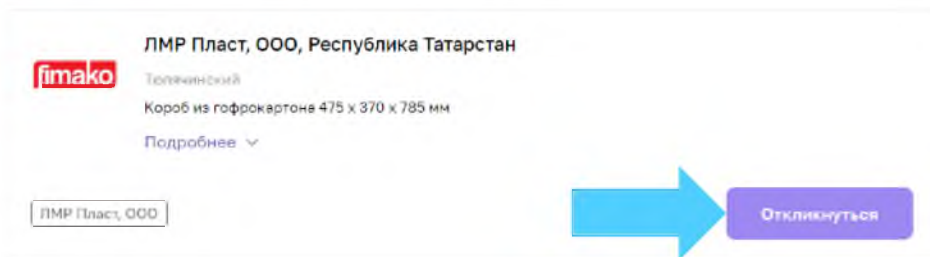 ЛМР Пласт, ООО, Республика Татарстан
fimako
Тюлячинский
Короб из гофрокартона 475 х 370 х 785 мм
Подробнее
ЛМР Пласт, ООО
Откликнуться